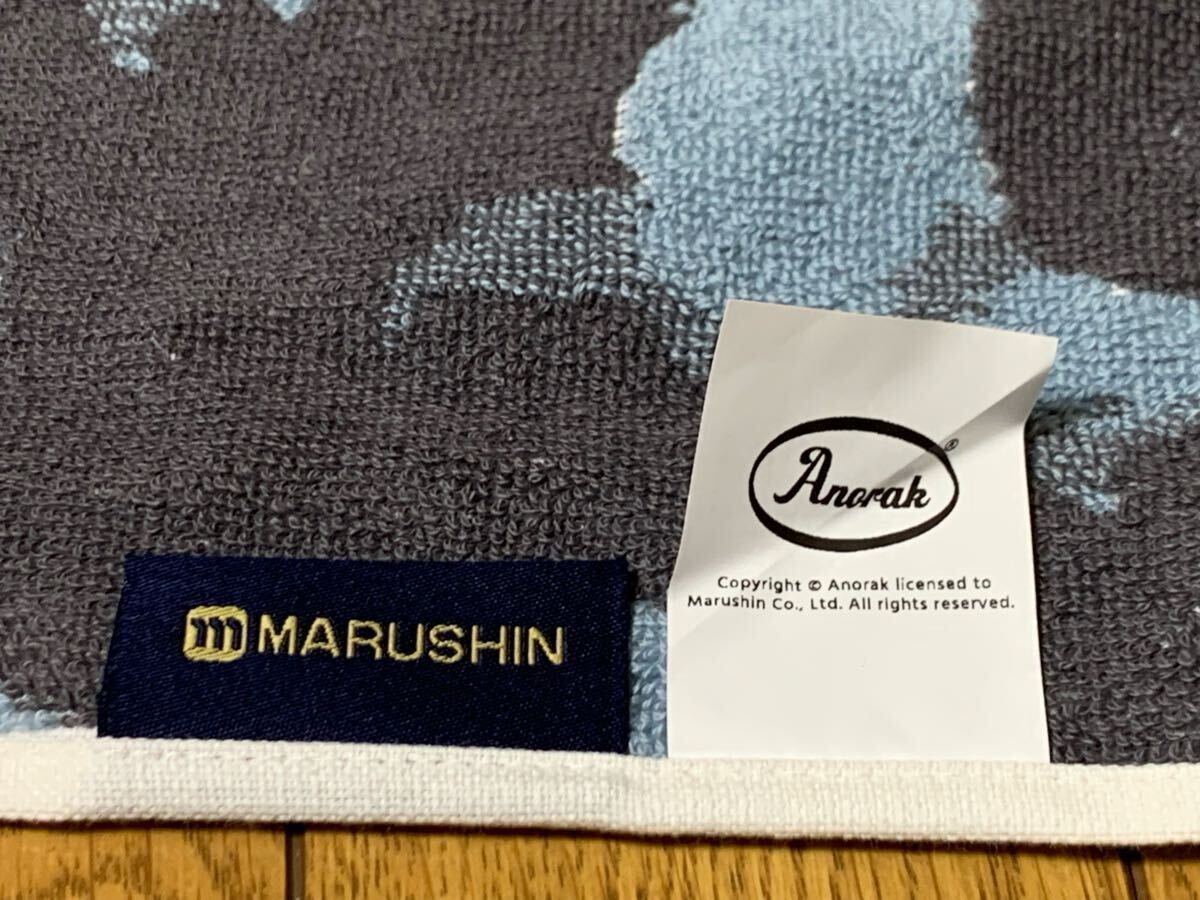 MARUSHIN
Anorak®
Copyright © Anorak licensed to
Marushin Co., Ltd. All rights reserved.